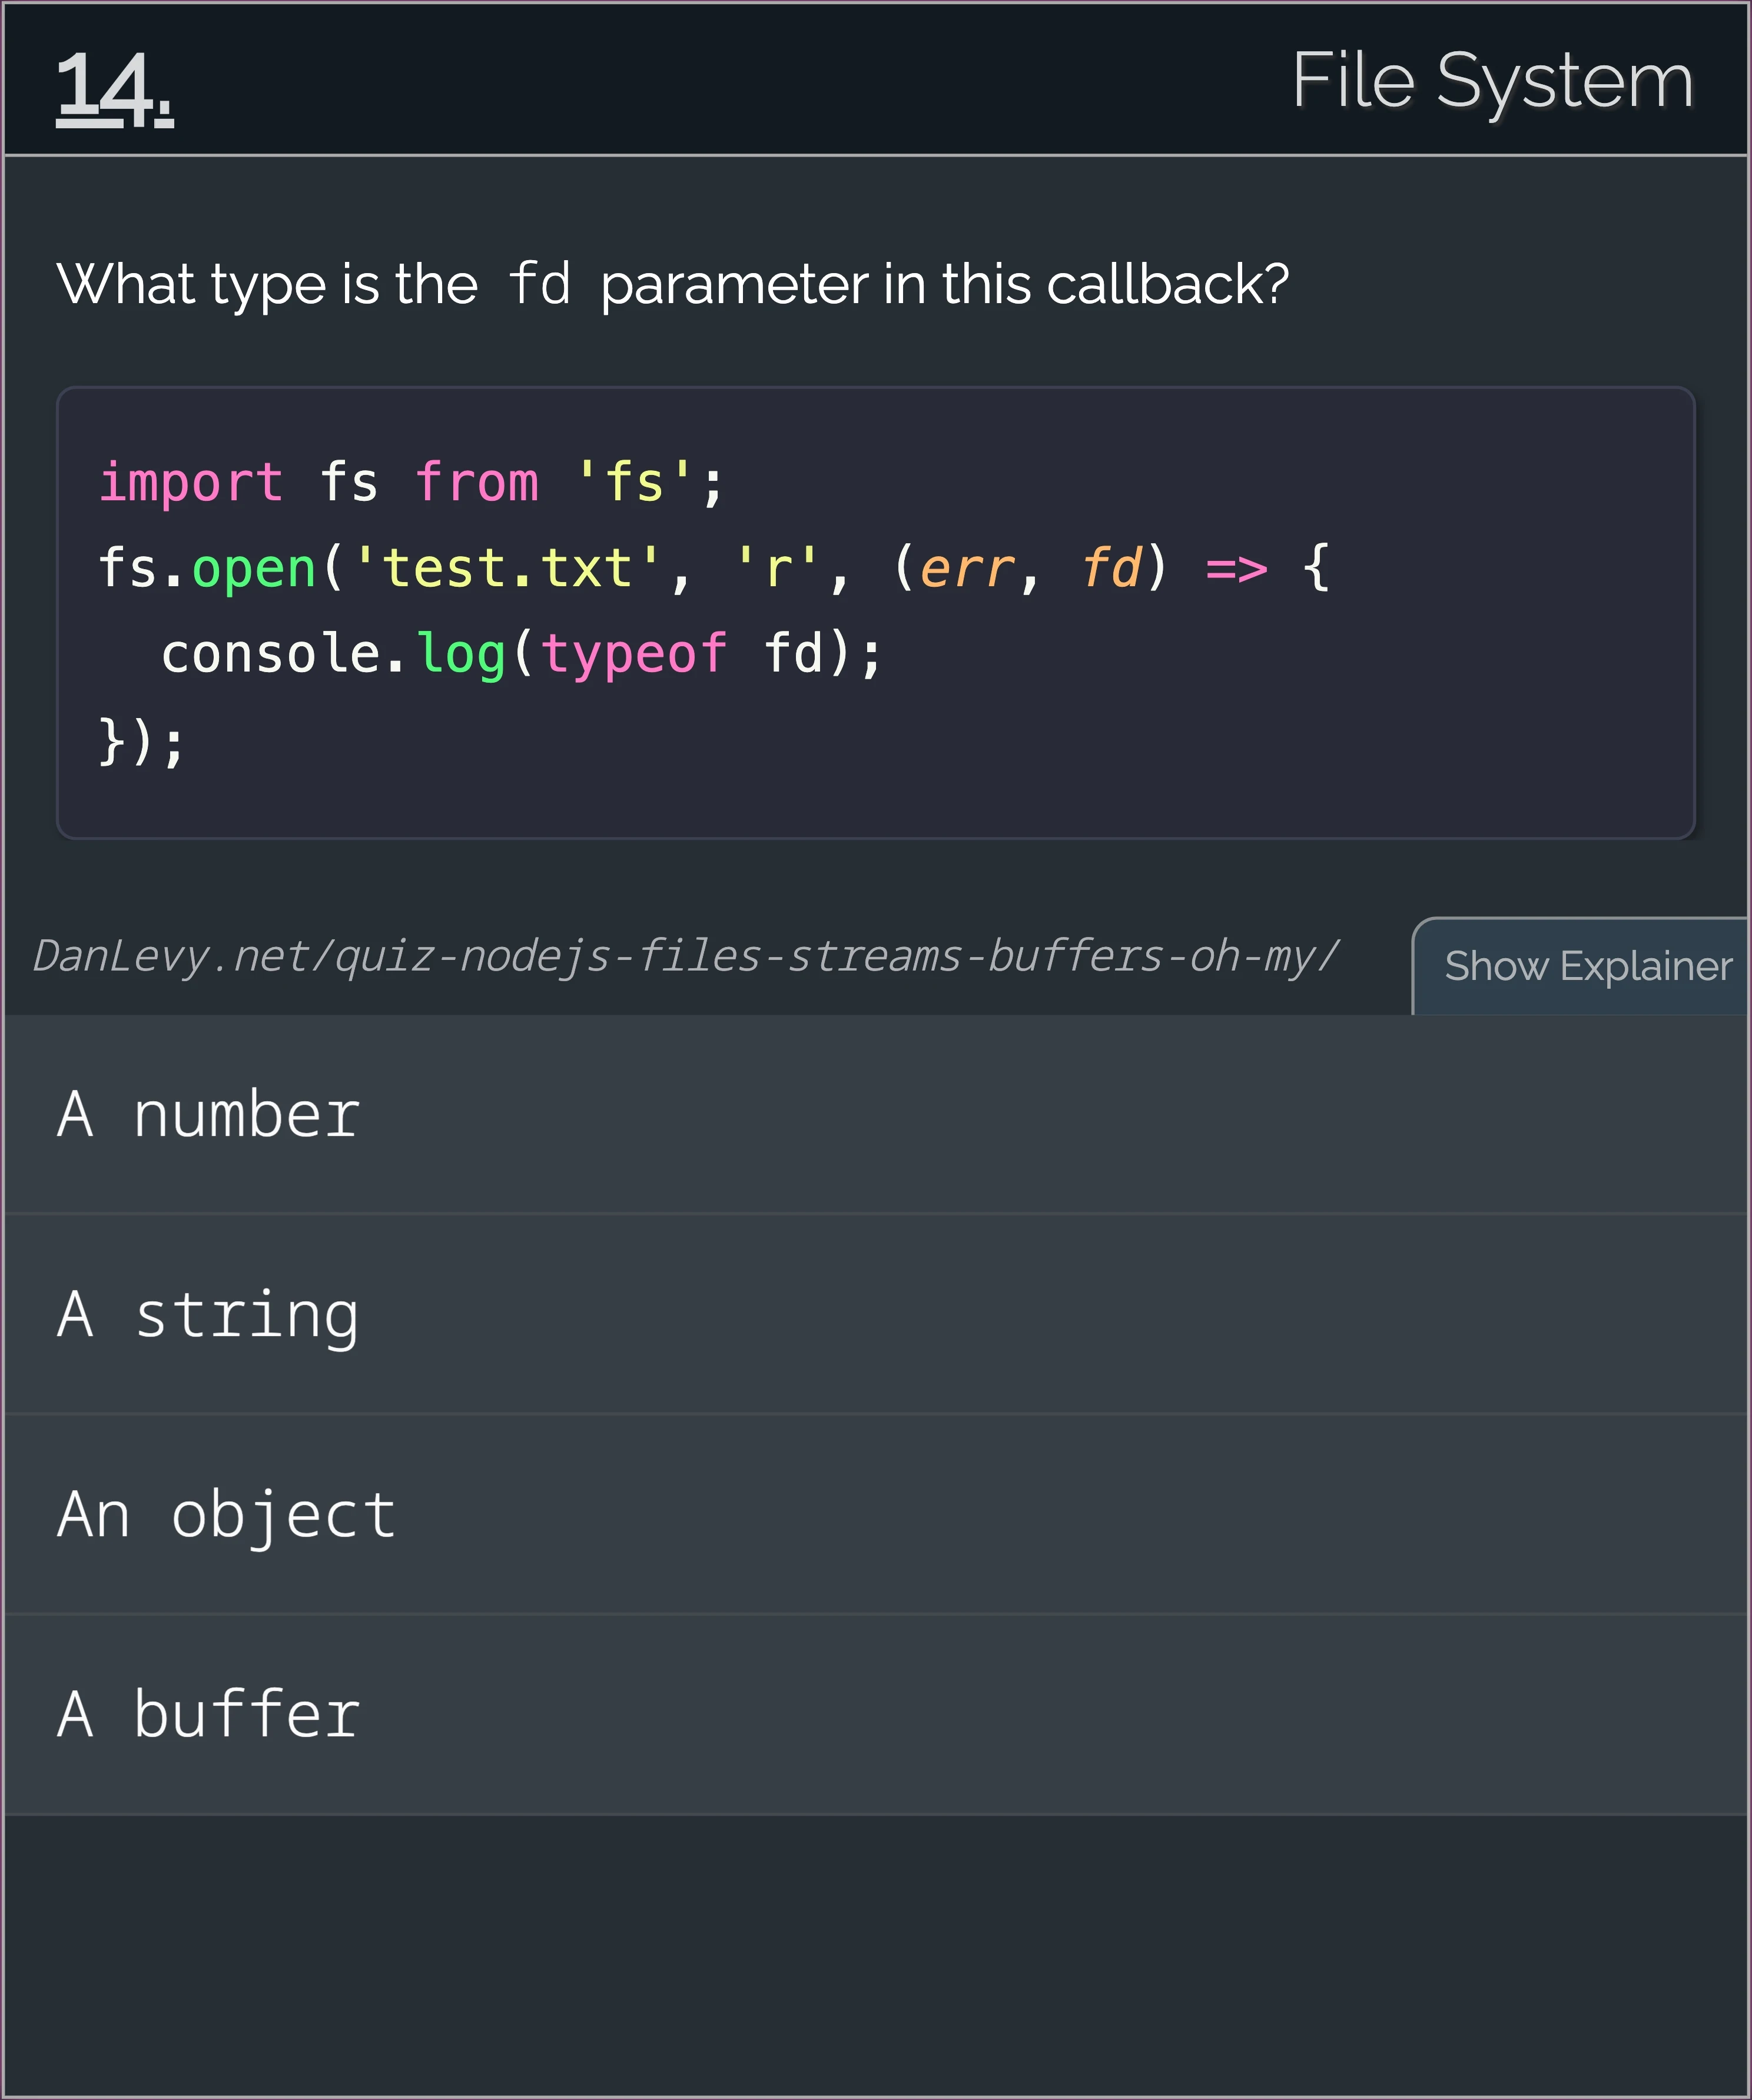 14.
File System
What type is the fd parameter in this callback?
import fs from 'fs';
fs.open('test.txt', 'r', (err, fd) => {
  console.log(typeof fd);
});
DanLevy.net/quiz-nodejs-files-streams-buffers-oh-my/
Show Explainer
A number
A string
An object
A buffer